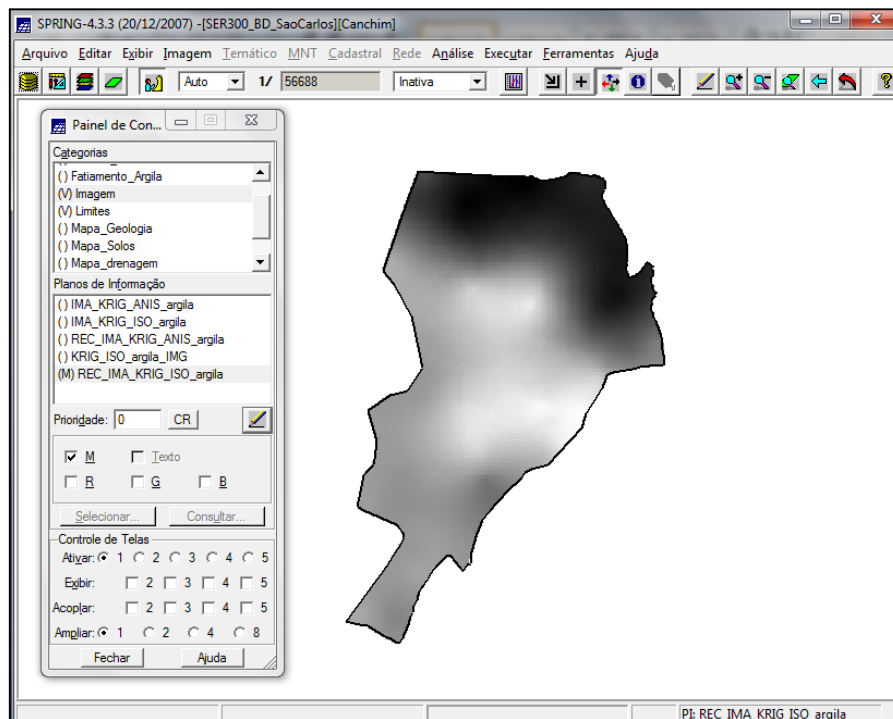 SPRING-4.3.3 (20/12/2007) -[SER300_BD_SaoCarlos][Canchim]
Arquivo Editar Exibir Imagem Temático MNT Cadastral Rede Análise Executar Ferramentas Ajuda
Auto 1/ 56688 Inativa
Painel de Con...
Categorias
( ) Fatiamento_Argila
(V) Imagem
(V) Limites
( ) Mapa_Geologia
( ) Mapa_Solos
( ) Mapa_drenagem
Planos de Informação
( ) IMA_KRIG_ANIS_argila
( ) IMA_KRIG_ISO_argila
( ) REC_IMA_KRIG_ANIS_argila
( ) KRIG_ISO_argila_IMG
(M) REC_IMA_KRIG_ISO_argila
Prioridade: 0 CR
M Texto
R G B
Selecionar... Consultar...
Controle de Telas
Ativar: 1 2 3 4 5
Exibir: 2 3 4 5
Acoplar: 2 3 4 5
Ampliar: 1 2 4 8
Fechar Ajuda
PI: REC_IMA_KRIG_ISO_argila